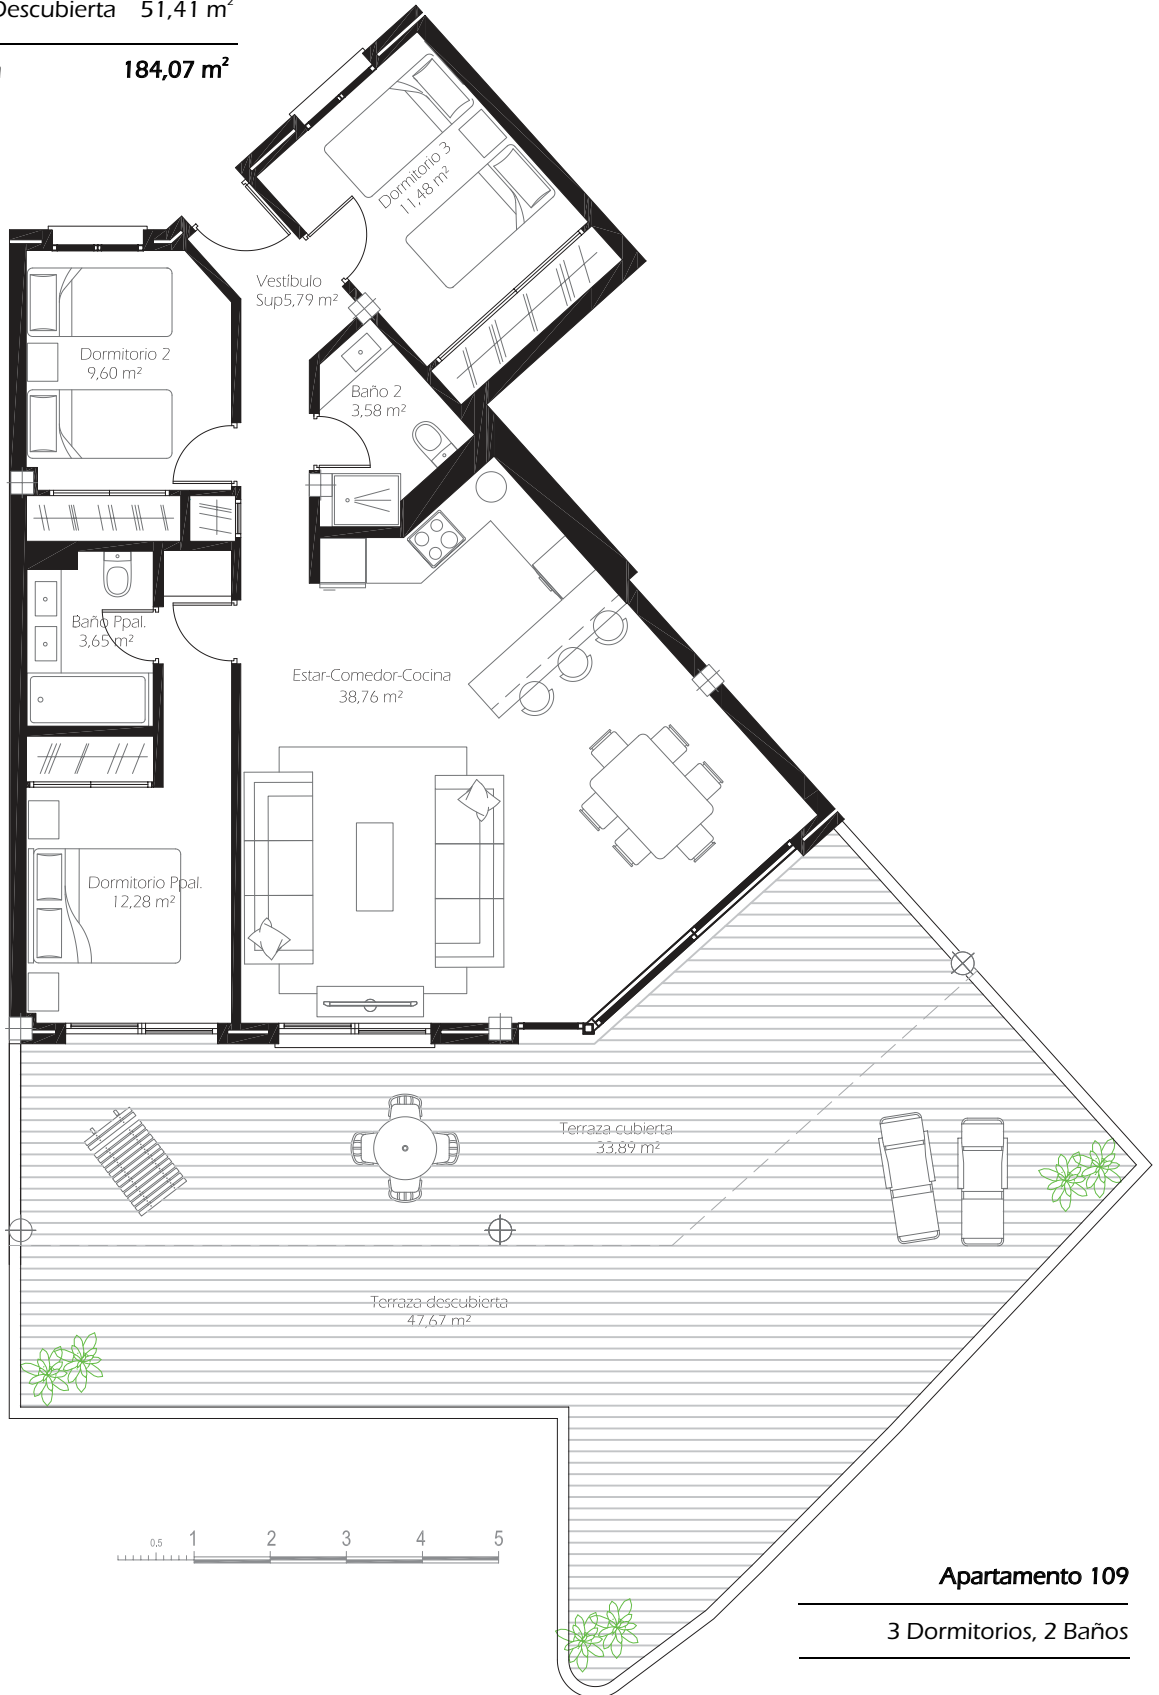 Descubierta 51,41 m²
184,07 m²
Dormitorio 3
11,48 m²
Vestíbulo
Sup5,79 m²
Dormitorio 2
9,60 m²
Baño 2
3,58 m²
Baño Ppal.
3,65 m²
Estar-Comedor-Cocina
38,76 m²
Dormitorio Ppal.
12,28 m²
Terraza cubierta
33.89 m²
Terraza descubierta
47,67 m²
0,5 1 2 3 4 5
Apartamento 109
3 Dormitorios, 2 Baños